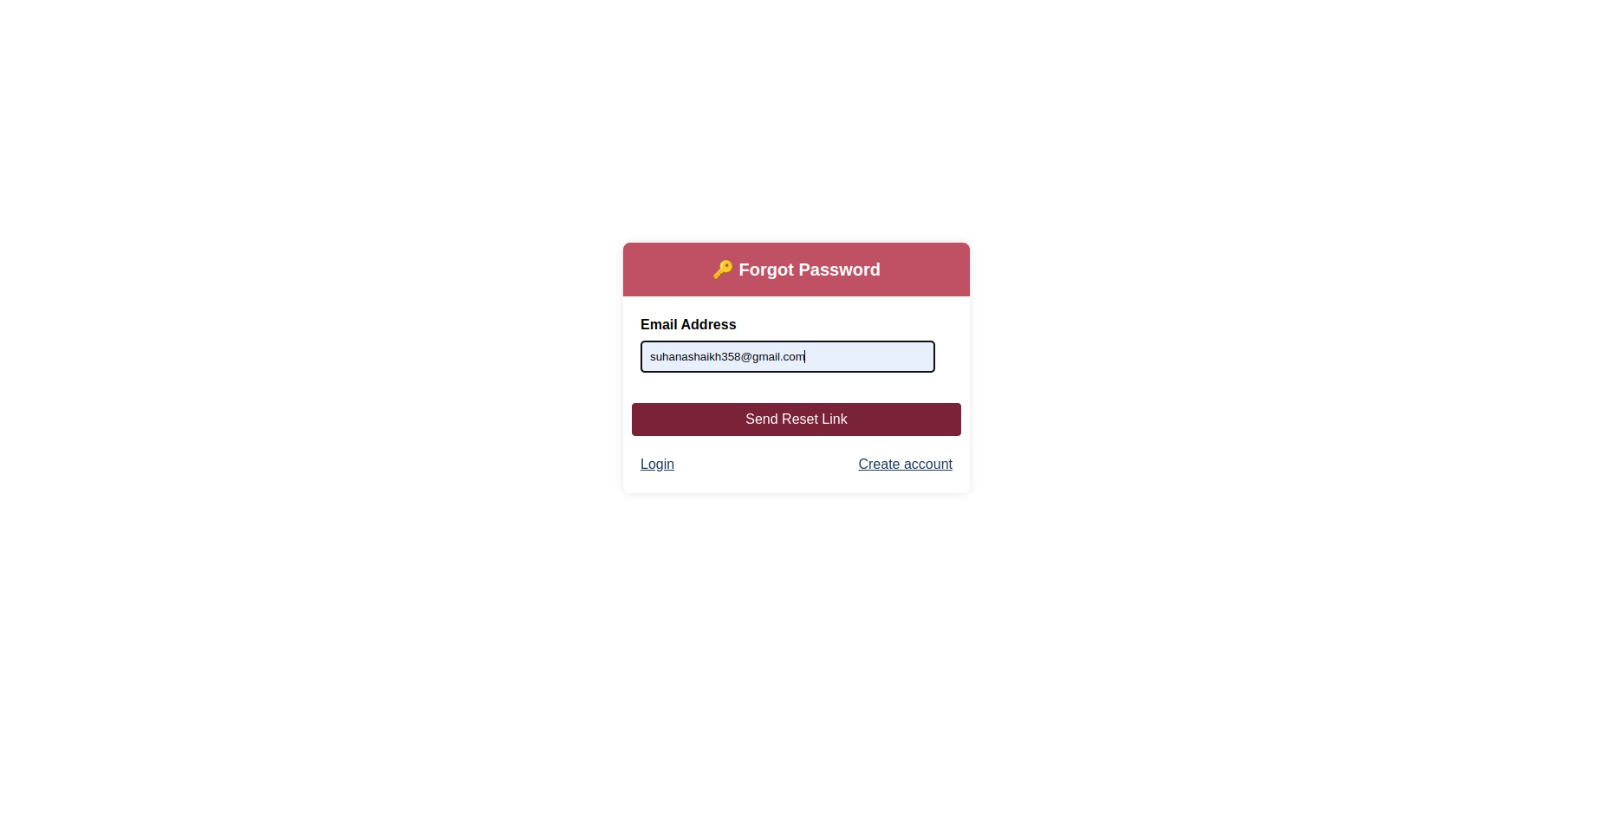 🔑 Forgot Password
Email Address
suhanashaikh358@gmail.com
Send Reset Link
Login Create account